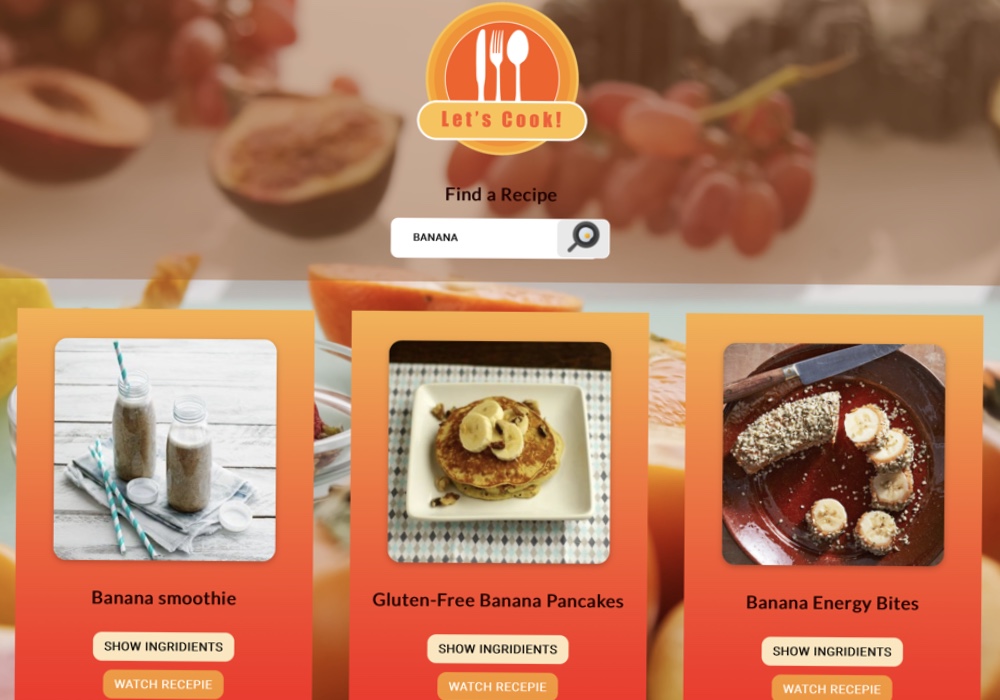 Let's Cook!
Find a Recipe
BANANA
Banana smoothie
Gluten-Free Banana Pancakes
Banana Energy Bites
SHOW INGRIDIENTS
SHOW INGRIDIENTS
SHOW INGRIDIENTS
WATCH RECEPIE
WATCH RECEPIE
WATCH RECEPIE